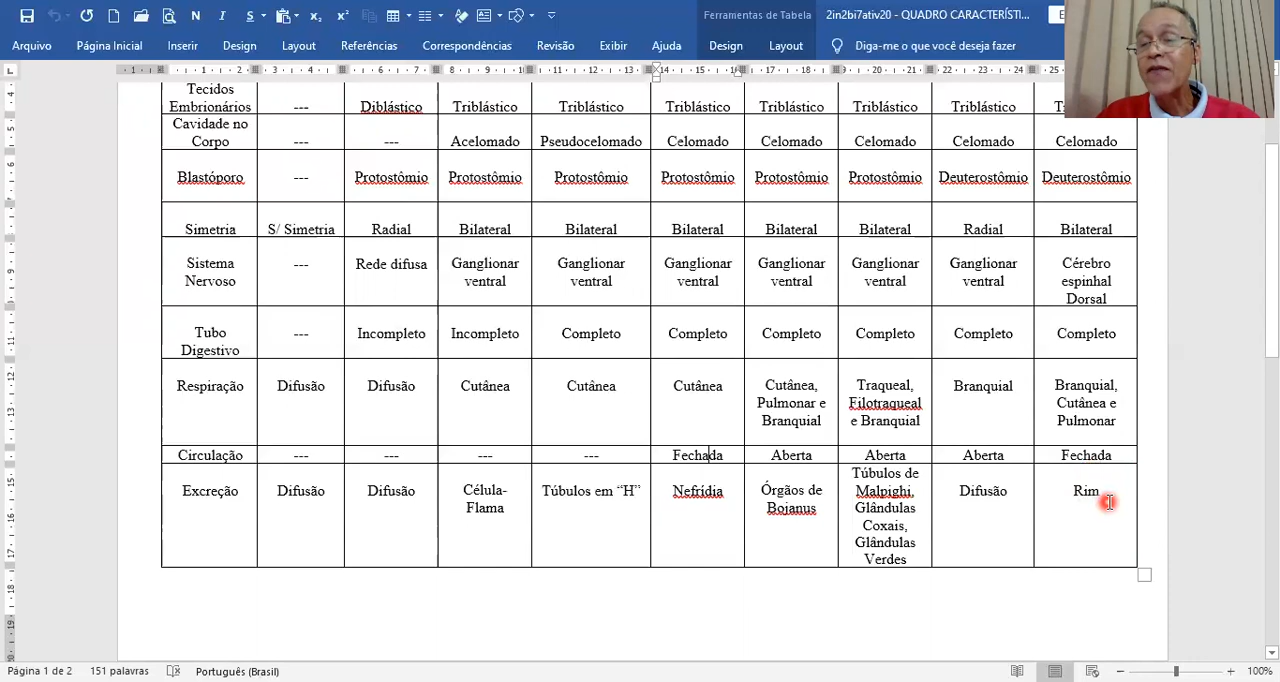 N I S x₂ x²
Ferramentas de Tabela
2in2bi7ativ20 - QUADRO CARACTERÍSTI...
Arquivo Página Inicial Inserir Design Layout Referências Correspondências Revisão Exibir Ajuda Design Layout Diga-me o que você deseja fazer
Tecidos
Embrionários --- Diblástico Triblástico Triblástico Triblástico Triblástico Triblástico Triblástico
Cavidade no
Corpo --- --- Acelomado Pseudocelomado Celomado Celomado Celomado Celomado Celomado
Blastóporo --- Protostômio Protostômio Protostômio Protostômio Protostômio Protostômio Deuterostômio Deuterostômio
Simetria S/ Simetria Radial Bilateral Bilateral Bilateral Bilateral Bilateral Radial Bilateral
Sistema --- Rede difusa Ganglionar Ganglionar Ganglionar Ganglionar Ganglionar Ganglionar Cérebro
Nervoso ventral ventral ventral ventral ventral ventral espinhal
Dorsal
Tubo --- Incompleto Incompleto Completo Completo Completo Completo Completo Completo
Digestivo
Respiração Difusão Difusão Cutânea Cutânea Cutânea Cutânea, Traqueal, Branquial Branquial,
Pulmonar e Filotraqueal Cutânea e
Branquial e Branquial Pulmonar
Circulação --- --- --- --- Fechada Aberta Aberta Aberta Fechada
Túbulos de
Excreção Difusão Difusão Célula- Túbulos em “H” Nefrídia Órgãos de Malpighi, Difusão Rim
Flama Bojanus Glândulas
Coxais,
Glândulas
Verdes
Página 1 de 2 151 palavras Português (Brasil) 100%